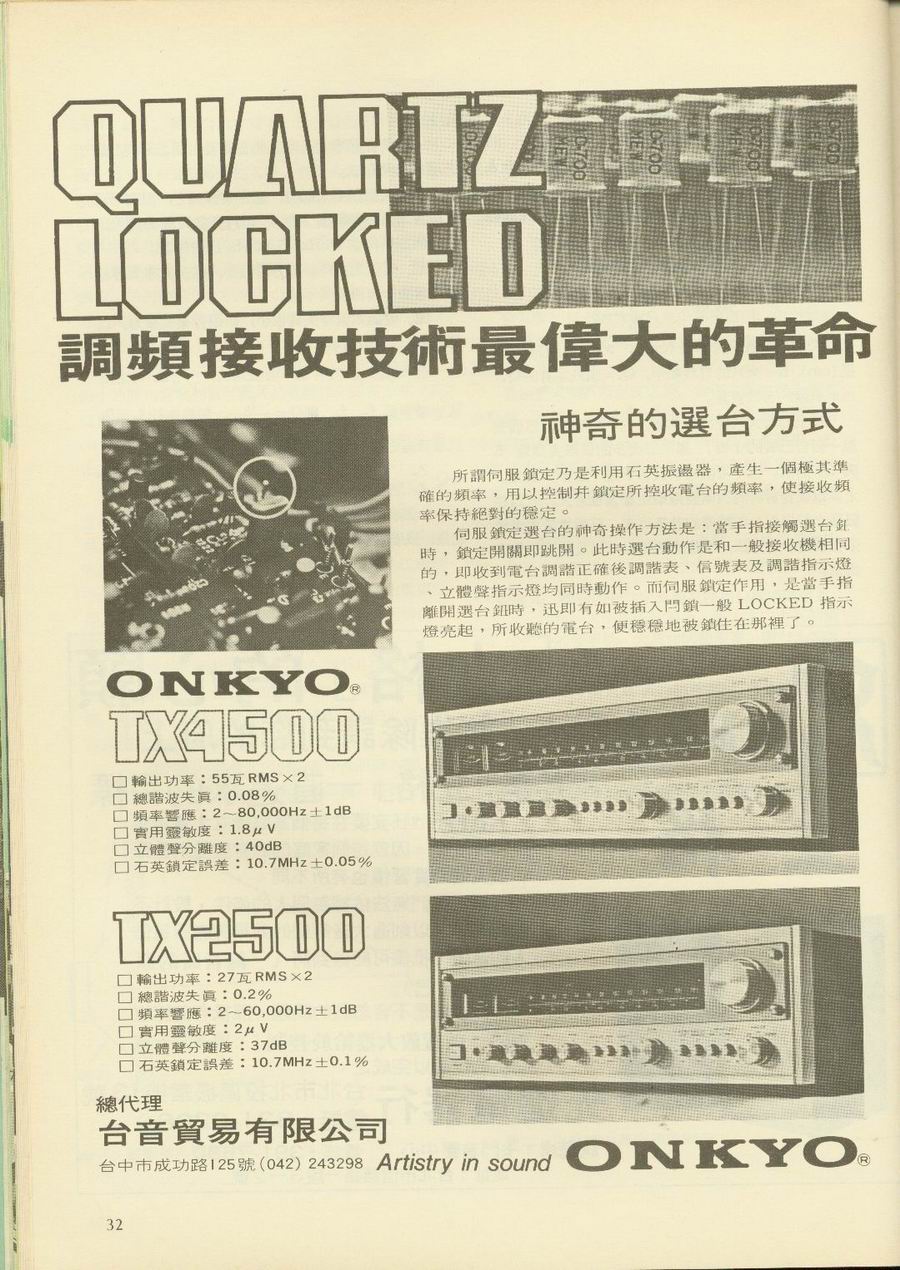 QUARTZ
LOCKED
調頻接收技術最偉大的革命
神奇的選台方式
所謂伺服鎖定乃是利用石英振盪器，產生一個極其準
確的頻率，用以控制并鎖定所控收電台的頻率，使接收頻
率保持絕對的穩定。
伺服鎖定選台的神奇操作方法是：當手指接觸選台鈕
時，鎖定開關即跳開。此時選台動作是和一般接收機相同
的，即收到電台調諧正確後調諧表、信號表及調諧指示燈
、立體聲指示燈均同時動作。而伺服鎖定作用，是當手指
離開選台鈕時，迅即有如被插入門鎖一般 LOCKED 指示
燈亮起，所收聽的電台，便穩穩地被鎖住在那裡了。
ONKYO®
TX4500
□ 輸出功率：55瓦 RMS×2
□ 總諧波失眞：0.08%
□ 頻率響應：2～80,000Hz±1dB
□ 實用靈敏度：1.8μV
□ 立體聲分離度：40dB
□ 石英鎖定誤差：10.7MHz±0.05%
TX2500
□ 輸出功率：27瓦 RMS×2
□ 總諧波失眞：0.2%
□ 頻率響應：2～60,000Hz±1dB
□ 實用靈敏度：2μV
□ 立體聲分離度：37dB
□ 石英鎖定誤差：10.7MHz±0.1%
總代理
台音貿易有限公司
台中市成功路125號(042) 243298 Artistry in sound ONKYO®
32